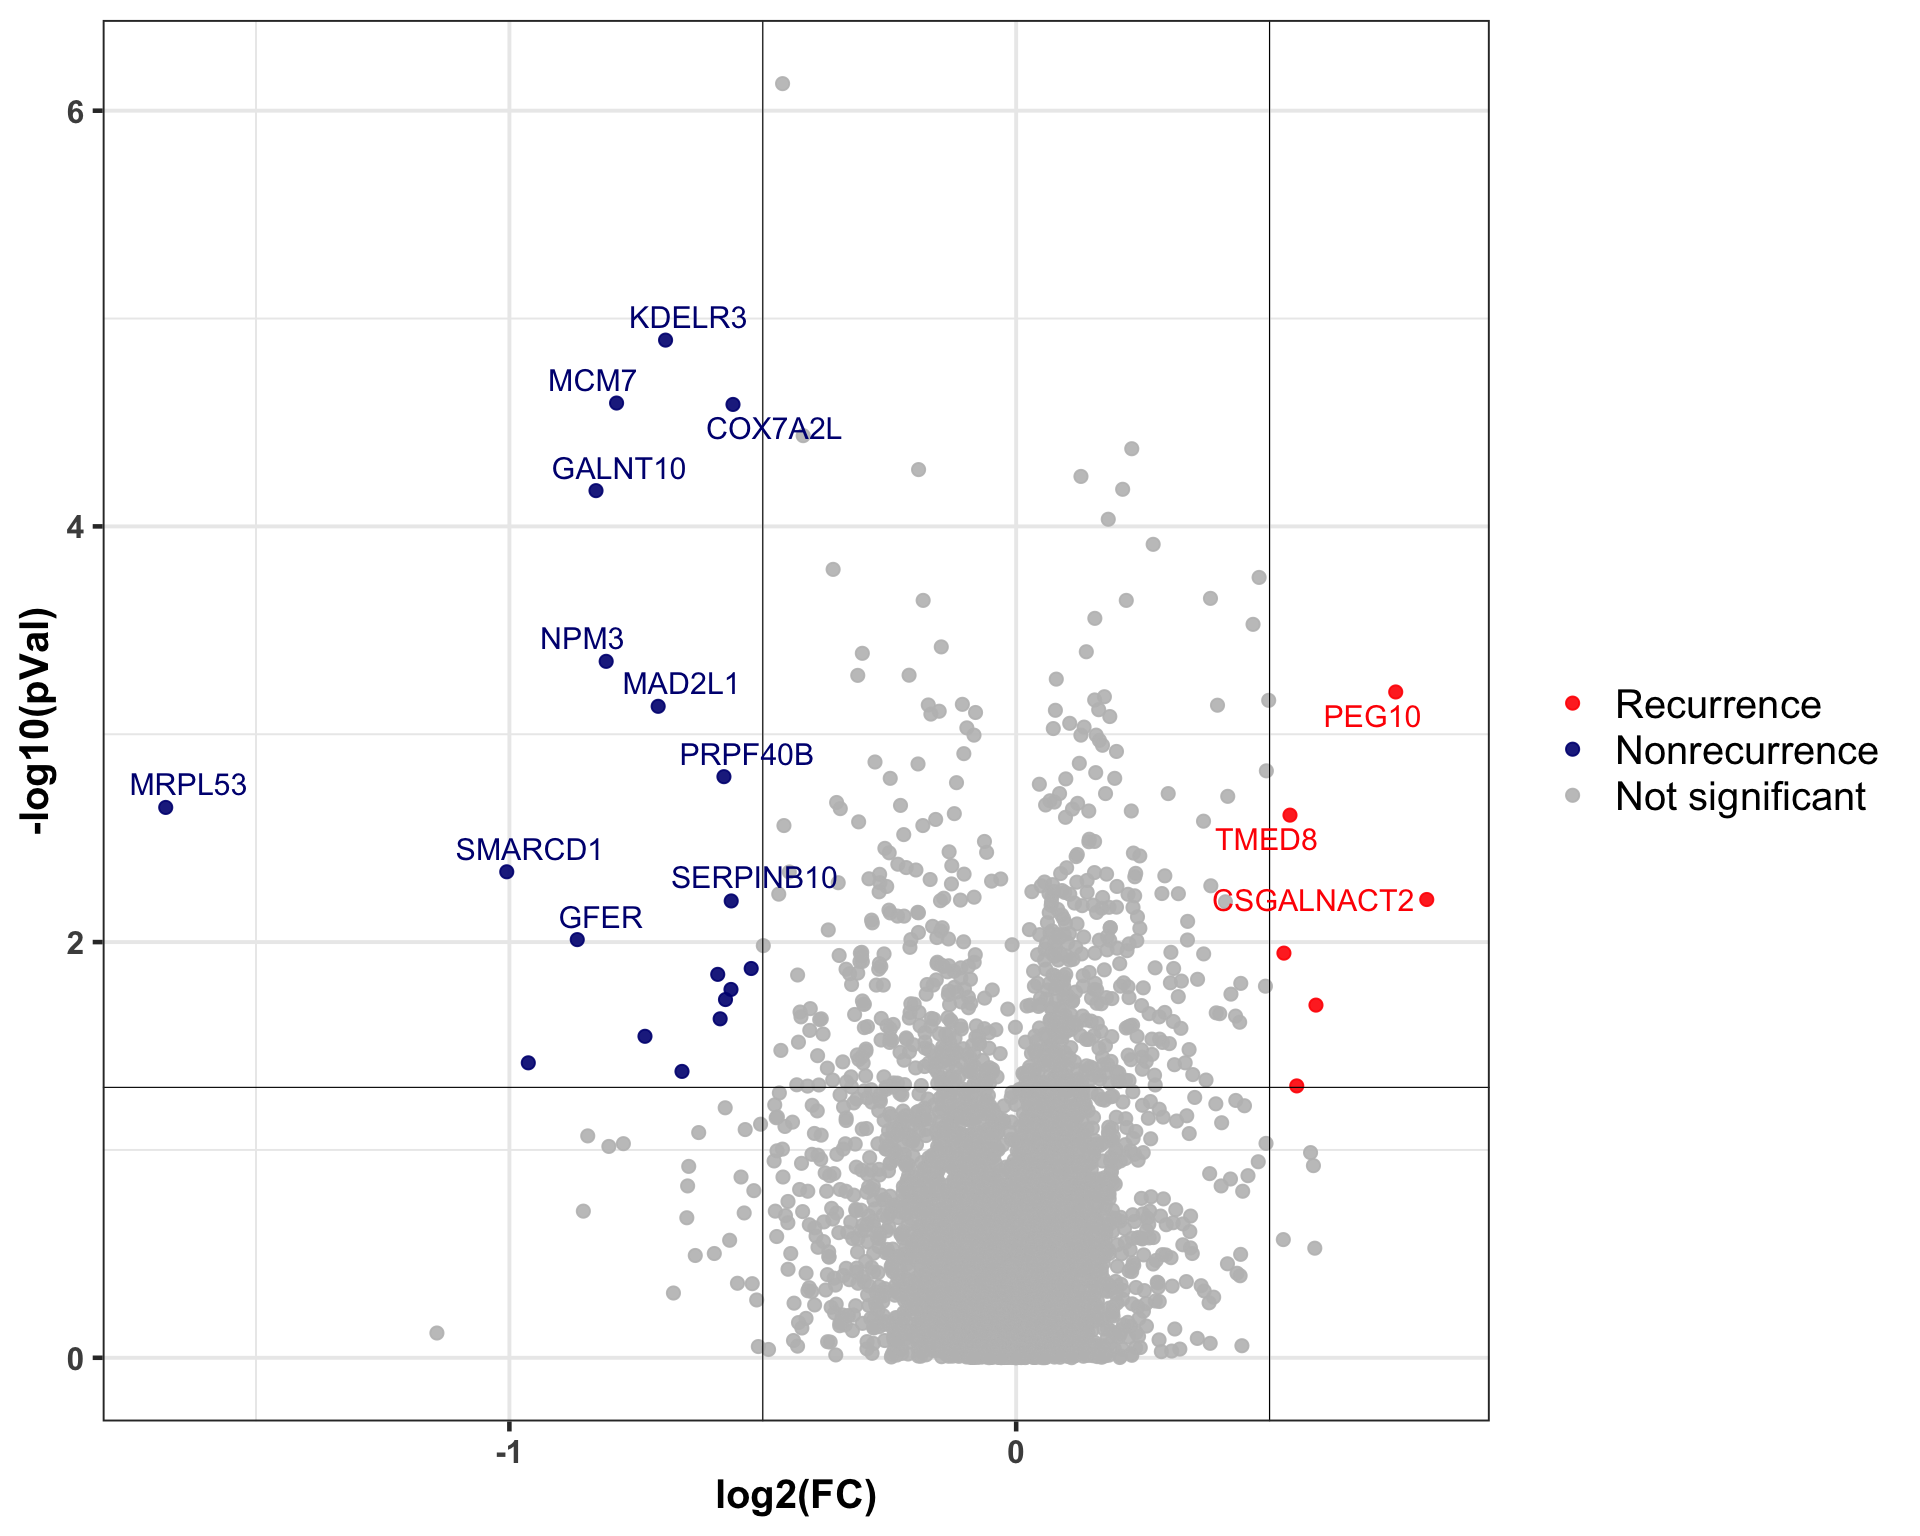 6
KDELR3
MCM7
COX7A2L
GALNT10
4
NPM3
MAD2L1
PEG10
PRPF40B
MRPL53
TMED8
SMARCD1
SERPINB10
CSGALNACT2
GFER
2
0
-1
0
log2(FC)
-log10(pVal)
Recurrence
Nonrecurrence
Not significant